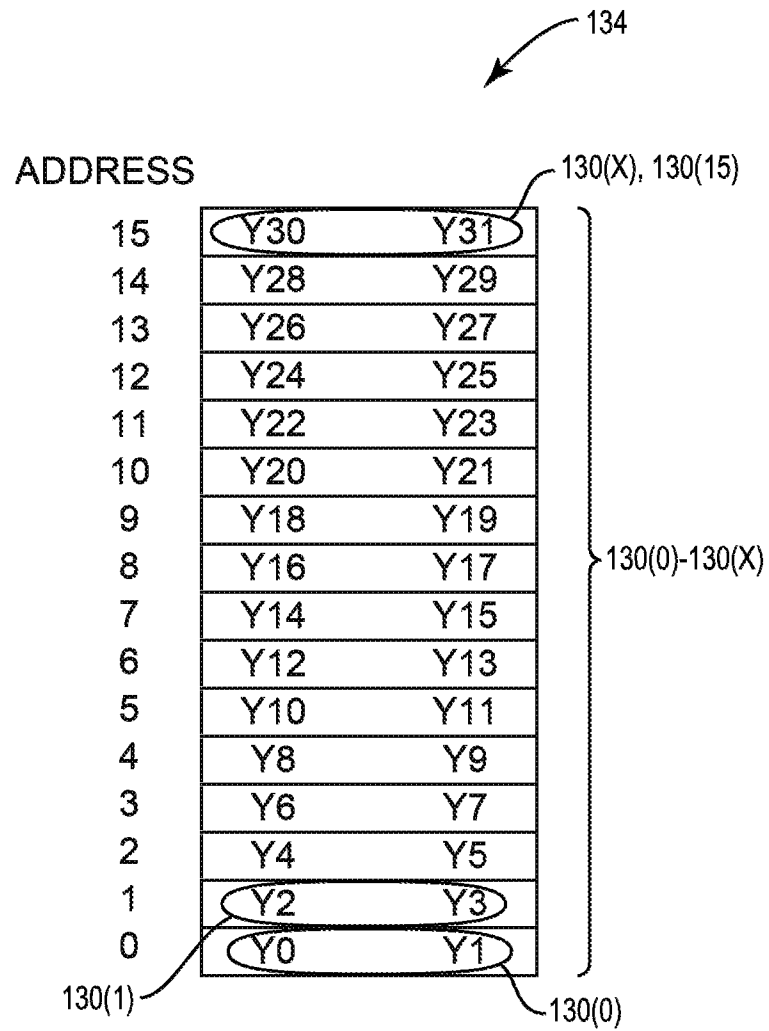 134
ADDRESS
130(X), 130(15)
15 Y30 Y31
14 Y28 Y29
13 Y26 Y27
12 Y24 Y25
11 Y22 Y23
10 Y20 Y21
9 Y18 Y19
8 Y16 Y17
130(0)-130(X)
7 Y14 Y15
6 Y12 Y13
5 Y10 Y11
4 Y8 Y9
3 Y6 Y7
2 Y4 Y5
1 Y2 Y3
0 Y0 Y1
130(1)
130(0)